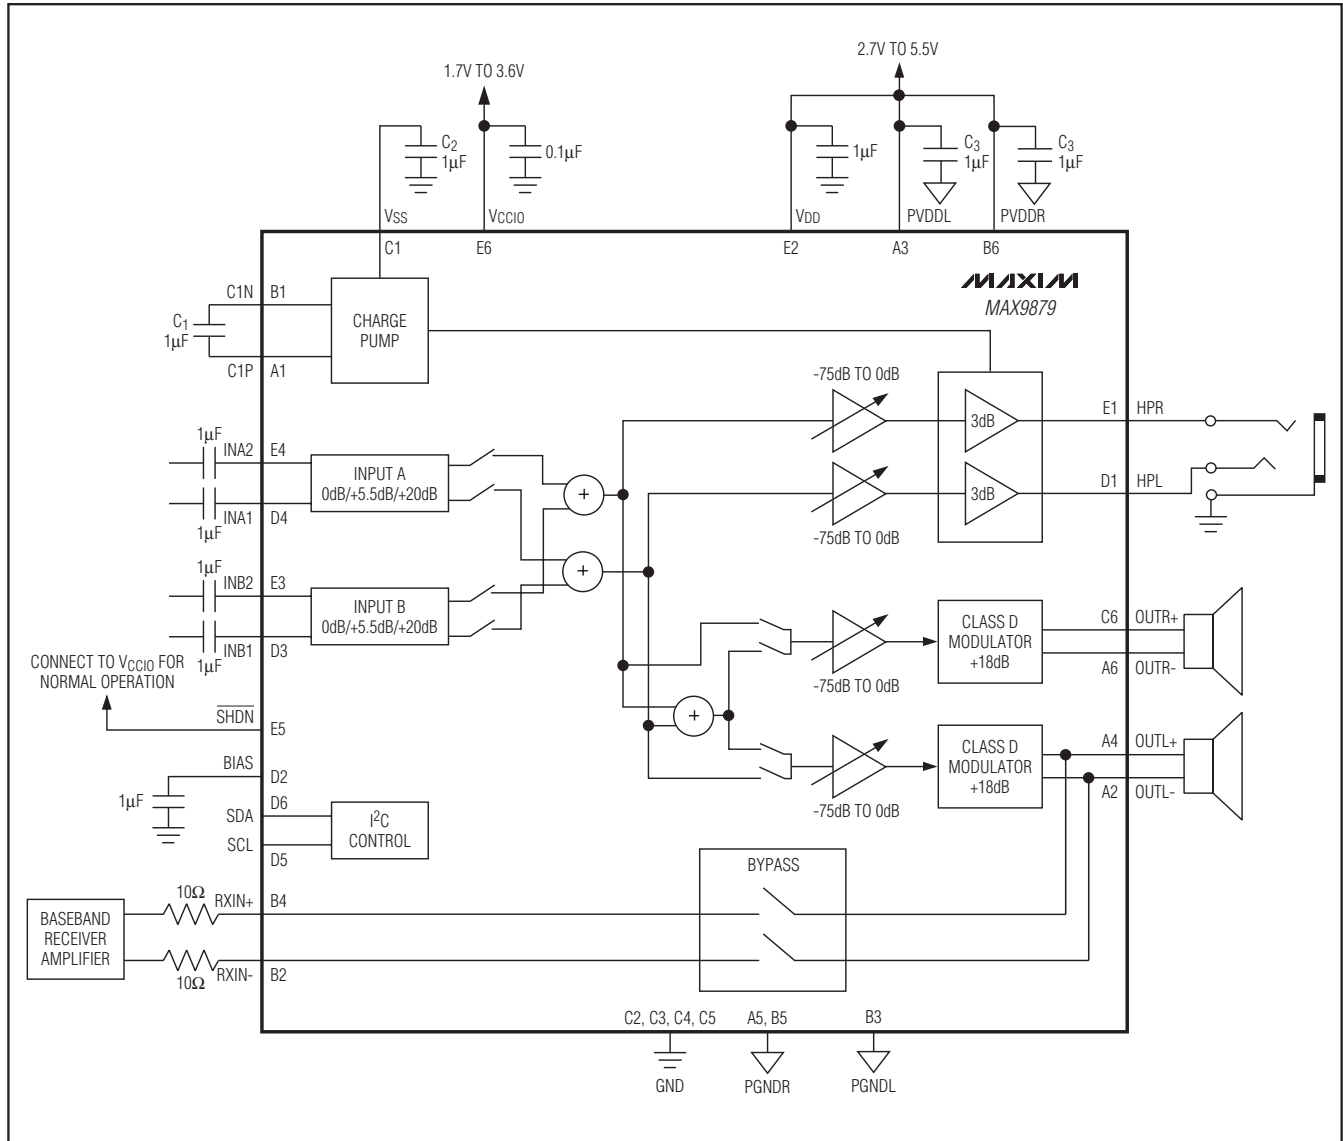 2.7V TO 5.5V
1.7V TO 3.6V
C2
1µF
0.1µF
1µF
C3
1µF
C3
1µF
VSS
VCCIO
VDD
PVDDL
PVDDR
C1
E6
E2
A3
B6
MAXIM
MAX9879
C1N
B1
C1
1µF
CHARGE
PUMP
C1P
A1
-75dB TO 0dB
3dB
E1
HPR
1µF
INA2
E4
INPUT A
0dB/+5.5dB/+20dB
+
3dB
D1
HPL
INA1
D4
1µF
-75dB TO 0dB
1µF
INB2
E3
+
INPUT B
0dB/+5.5dB/+20dB
INB1
D3
1µF
CLASS D
MODULATOR
+18dB
C6
OUTR+
A6
OUTR-
-75dB TO 0dB
CONNECT TO VCCIO FOR
NORMAL OPERATION
SHDN
E5
+
BIAS
D2
CLASS D
MODULATOR
+18dB
A4
OUTL+
A2
OUTL-
-75dB TO 0dB
1µF
D6
SDA
I2C
CONTROL
SCL
D5
BYPASS
10Ω
RXIN+
B4
BASEBAND
RECEIVER
AMPLIFIER
10Ω
RXIN-
B2
C2, C3, C4, C5
A5, B5
B3
GND
PGNDR
PGNDL